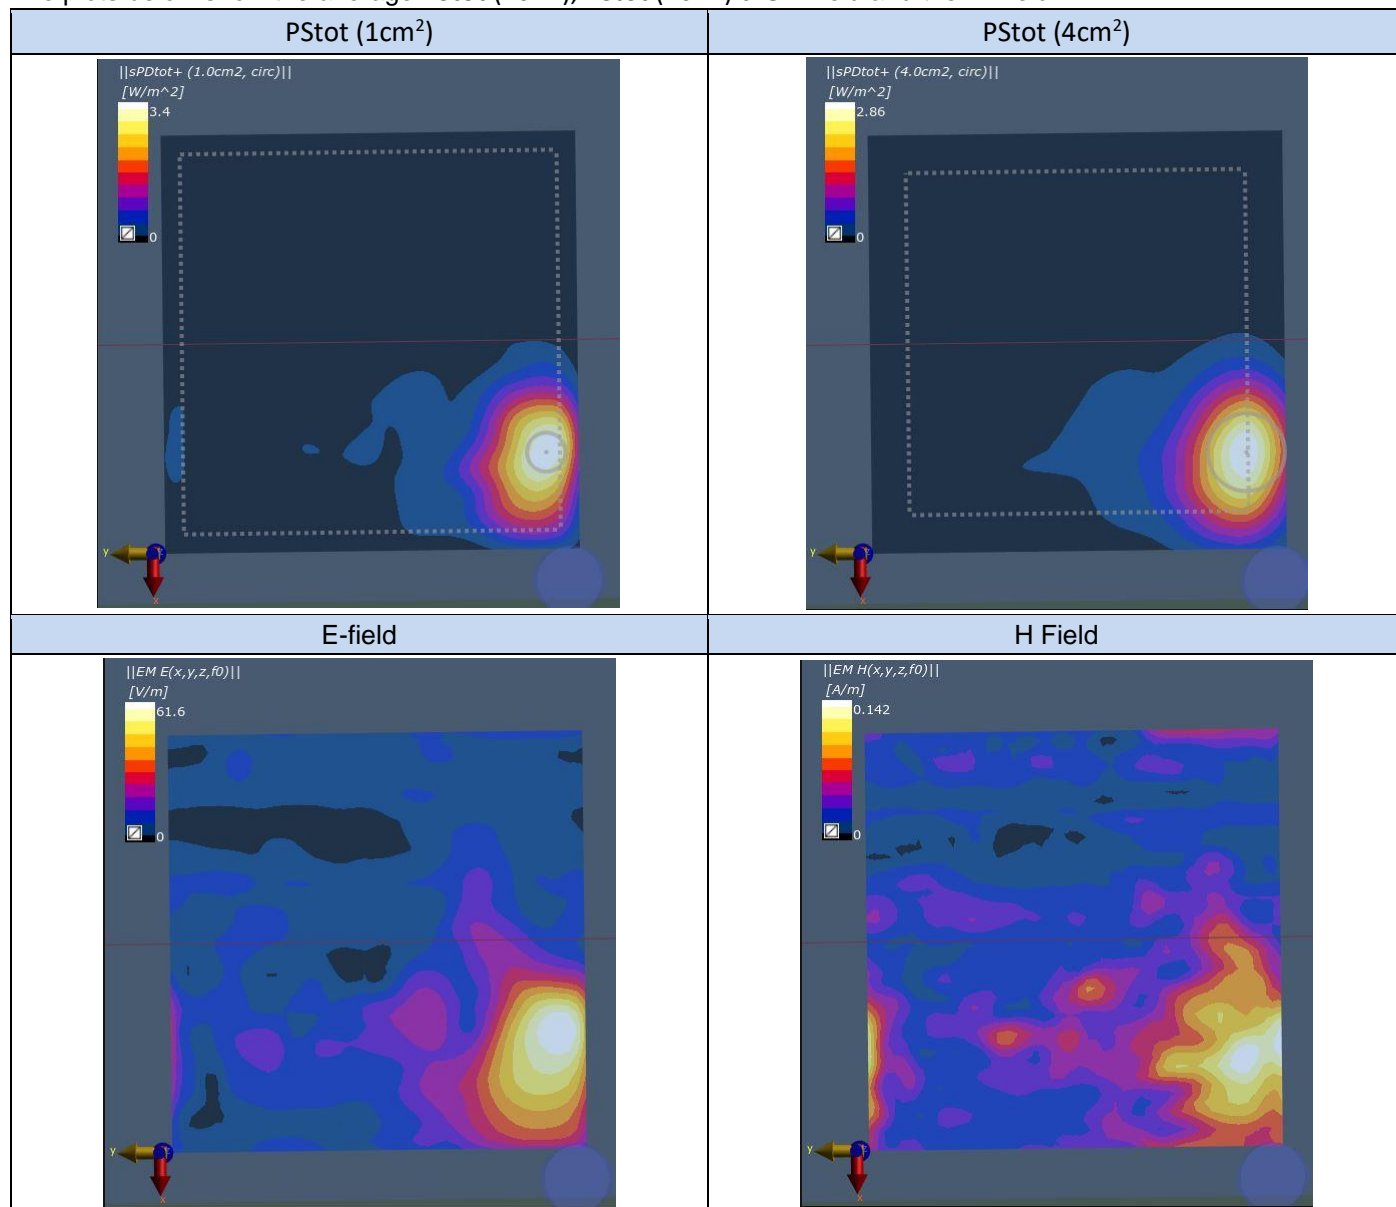 PStot (1cm²)
PStot (4cm²)
||sPDtot+ (1.0cm2, circ)||
[W/m^2]
3.4
0
y
x
||sPDtot+ (4.0cm2, circ)||
[W/m^2]
2.86
0
y
x
E-field
H Field
||EM E(x,y,z,f0)||
[V/m]
61.6
0
y
x
||EM H(x,y,z,f0)||
[A/m]
0.142
0
y
x